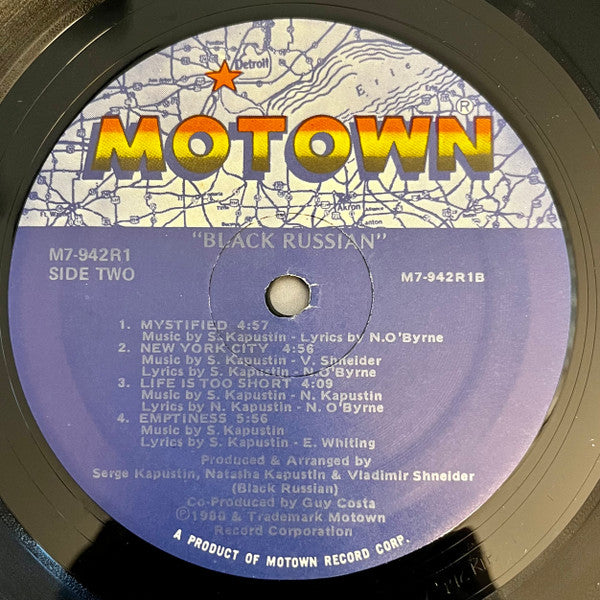 Detroit
Erie
MOTOWN®
Akron
Canton
"BLACK RUSSIAN"
M7-942R1
SIDE TWO
M7-942R1B
1. MYSTIFIED 4:57
Music by S. Kapustin - Lyrics by N.O'Byrne
2. NEW YORK CITY 4:56
Music by S. Kapustin - V. Shneider
Lyrics by S. Kapustin - N. O'Byrne
3. LIFE IS TOO SHORT 4:09
Music by S. Kapustin - N. Kapustin
Lyrics by N. Kapustin - N. O'Byrne
4. EMPTINESS 5:56
Music by S. Kapustin
Lyrics by S. Kapustin - E. Whiting
Produced & Arranged by
Serge Kapustin, Natasha Kapustin & Vladimir Shneider
(Black Russian)
Co-Produced by Guy Costa
Ⓟ1980 & Trademark Motown
Record Corporation
A PRODUCT OF MOTOWN RECORD CORP.